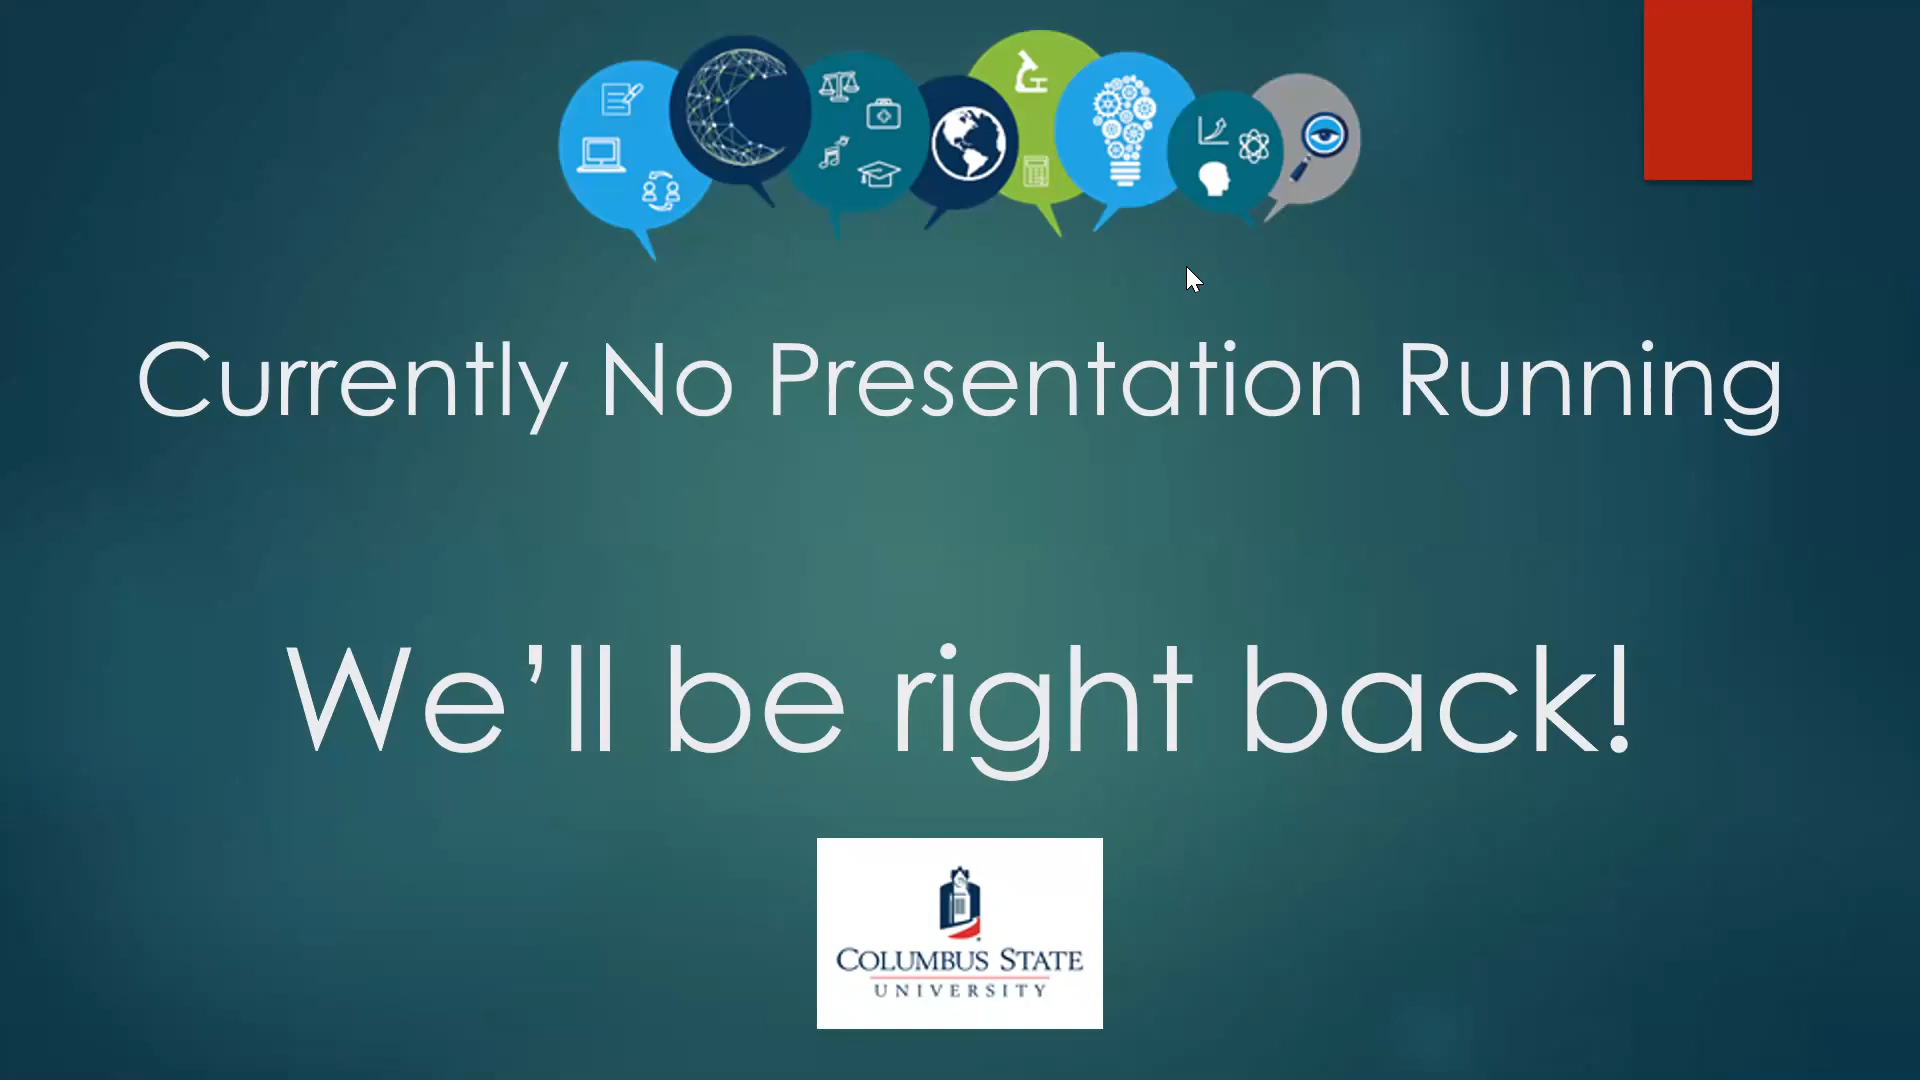 Currently No Presentation Running
We’ll be right back!
COLUMBUS STATE
UNIVERSITY